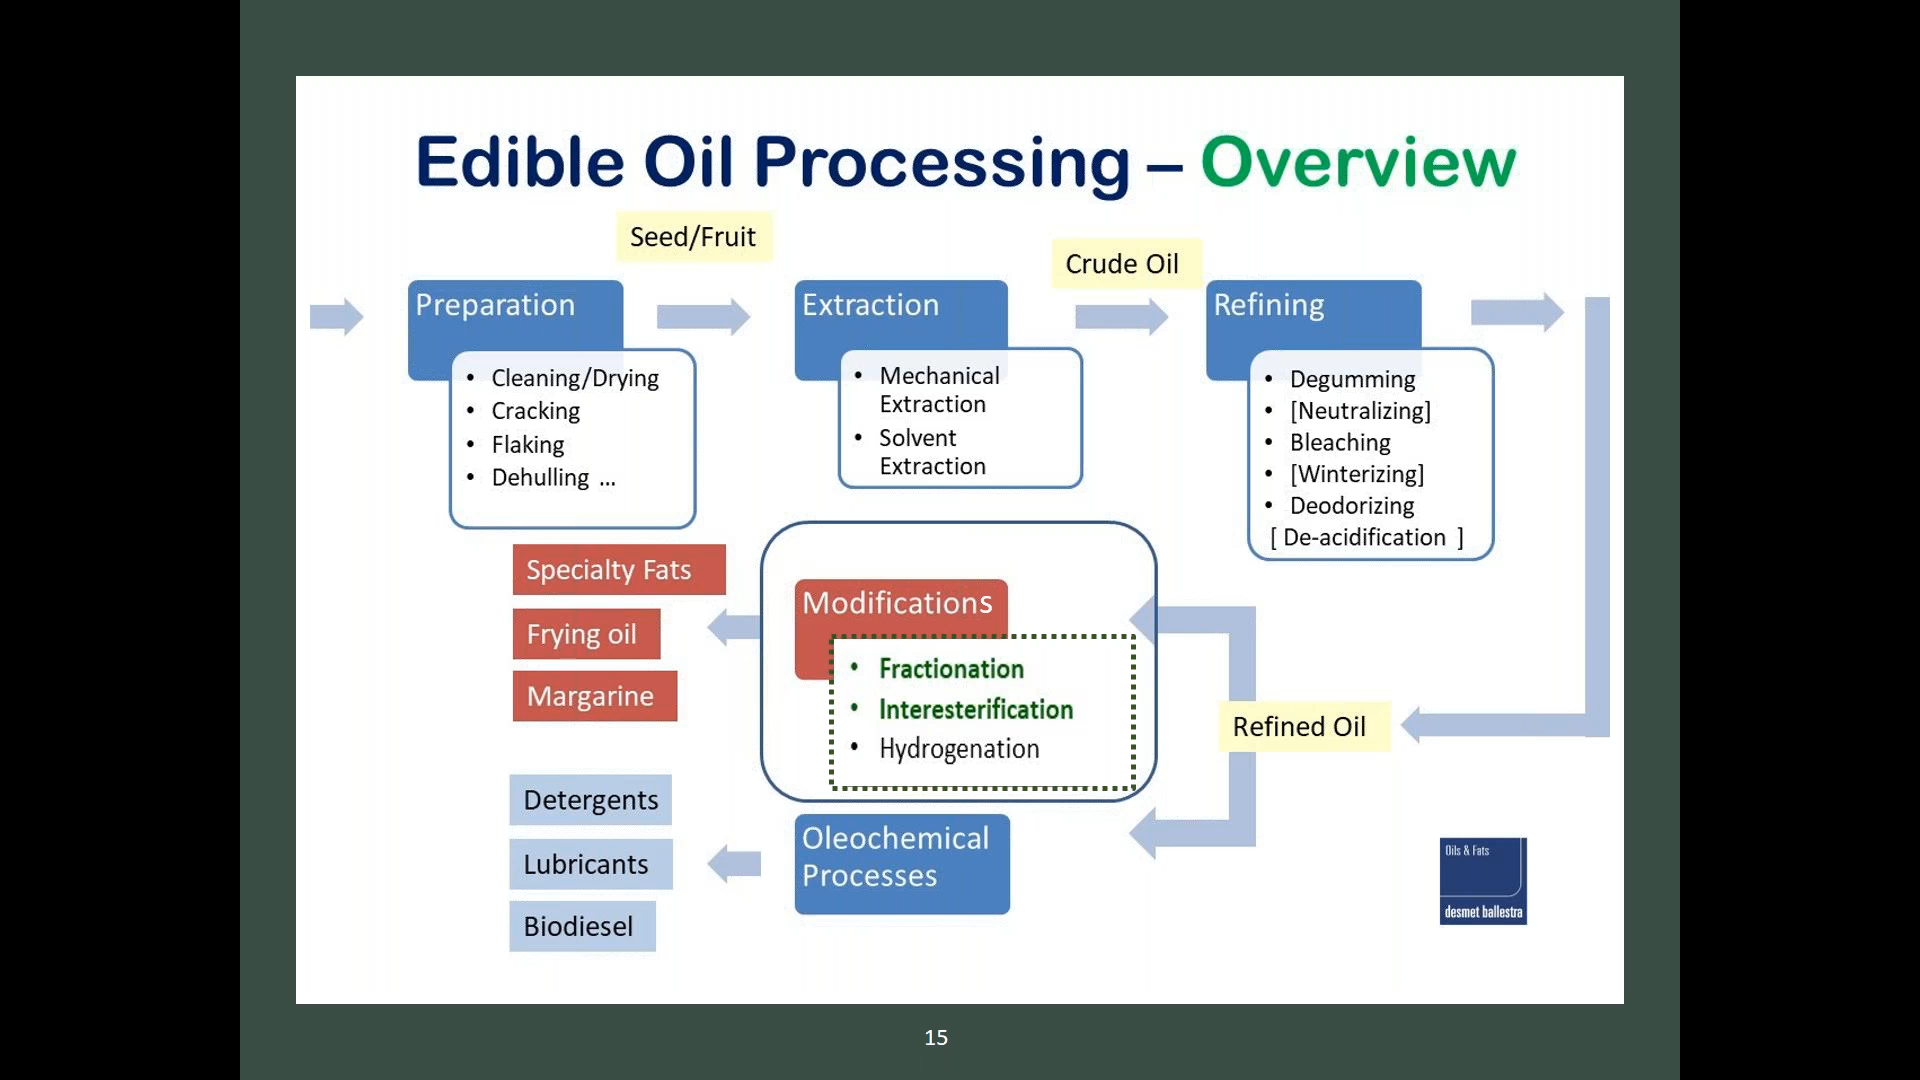 Edible Oil Processing – Overview
Seed/Fruit
Crude Oil
Preparation
• Cleaning/Drying
• Cracking
• Flaking
• Dehulling ...
Extraction
• Mechanical
Extraction
• Solvent
Extraction
Refining
• Degumming
• [Neutralizing]
• Bleaching
• [Winterizing]
• Deodorizing
[ De-acidification ]
Specialty Fats
Frying oil
Margarine
Modifications
• Fractionation
• Interesterification
• Hydrogenation
Refined Oil
Detergents
Lubricants
Biodiesel
Oleochemical
Processes
Oils & Fats
desmet ballestra
15